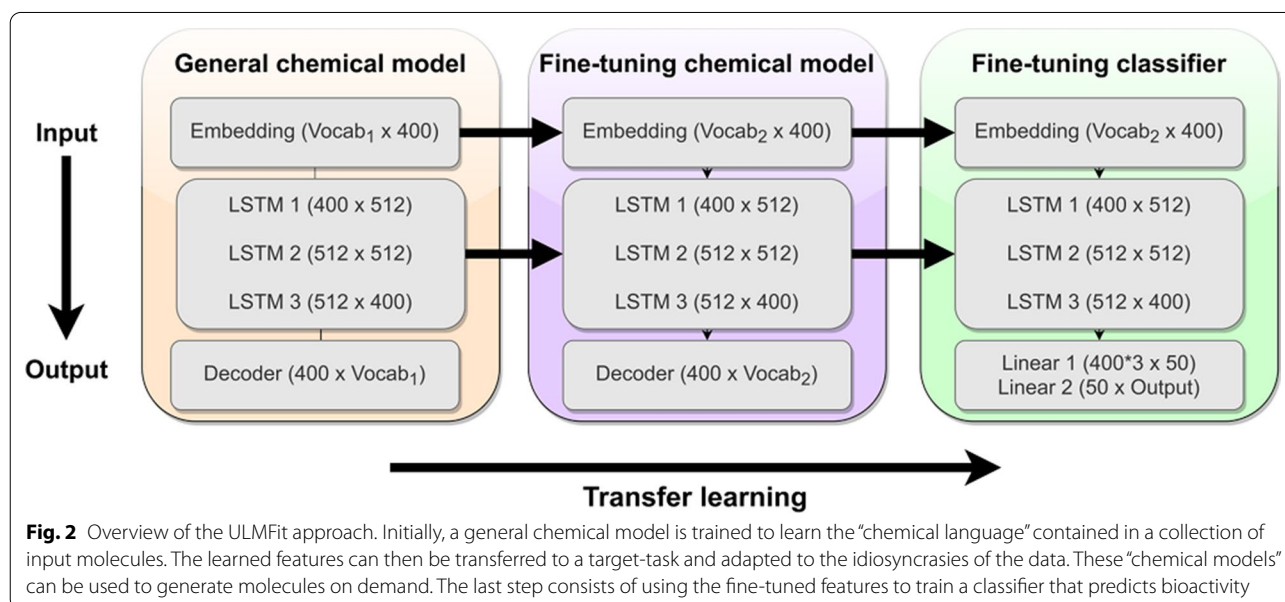 General chemical model
Fine-tuning chemical model
Fine-tuning classifier
Input
Embedding (Vocab₁ x 400)
Embedding (Vocab₂ x 400)
Embedding (Vocab₂ x 400)
LSTM 1 (400 x 512)
LSTM 2 (512 x 512)
LSTM 3 (512 x 400)
LSTM 1 (400 x 512)
LSTM 2 (512 x 512)
LSTM 3 (512 x 400)
LSTM 1 (400 x 512)
LSTM 2 (512 x 512)
LSTM 3 (512 x 400)
Output
Decoder (400 x Vocab₁)
Decoder (400 x Vocab₂)
Linear 1 (400*3 x 50)
Linear 2 (50 x Output)
Transfer learning
Fig. 2 Overview of the ULMFit approach. Initially, a general chemical model is trained to learn the “chemical language” contained in a collection of
input molecules. The learned features can then be transferred to a target-task and adapted to the idiosyncrasies of the data. These “chemical models”
can be used to generate molecules on demand. The last step consists of using the fine-tuned features to train a classifier that predicts bioactivity